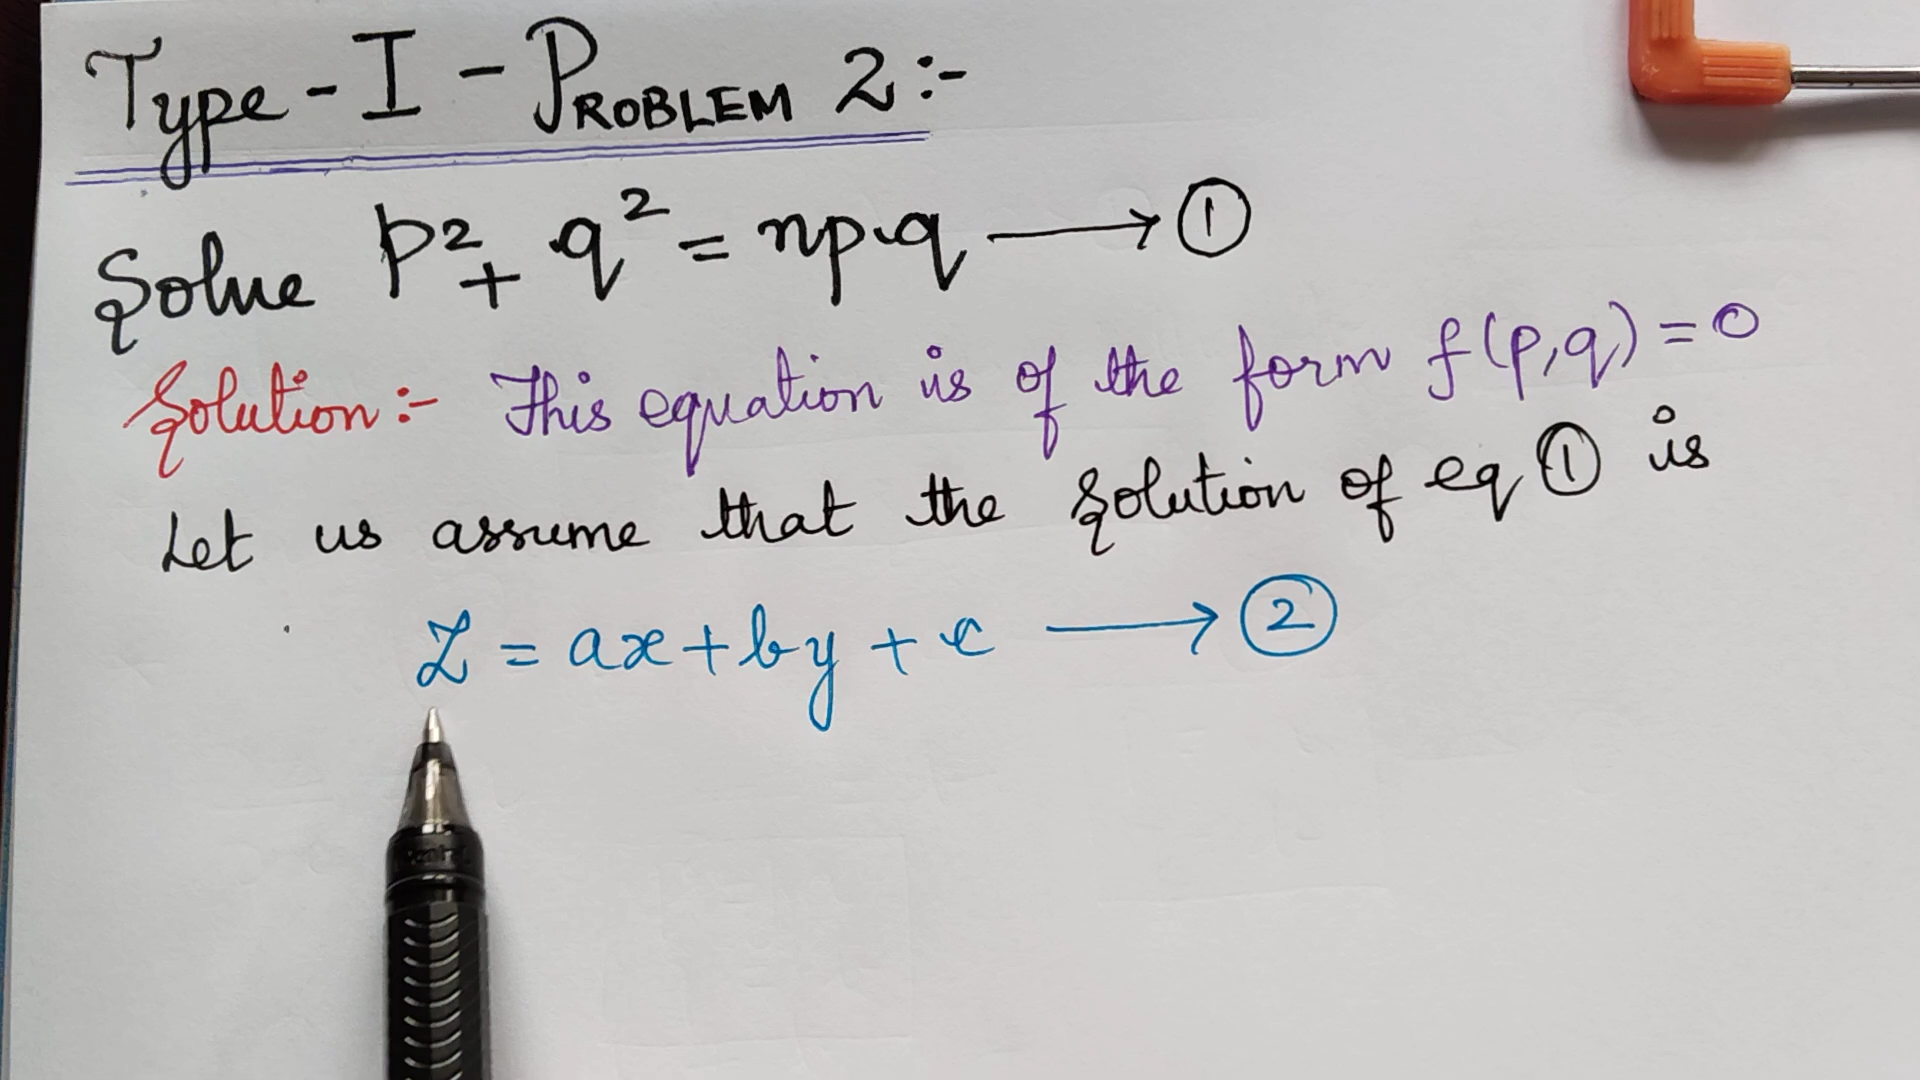 Type-I-PROBLEM 2:-
Solve p²+q² = npq → ①
Solution:- This equation is of the form f(p,q)=0
Let us assume that the solution of eq ① is
Z = ax+by+c → ②